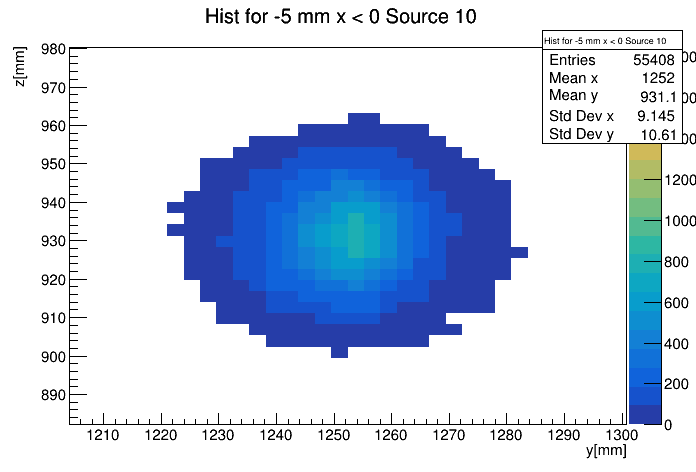 Hist for -5 mm x < 0 Source 10
Hist for -5 mm x < 0 Source 10
Entries 55408
Mean x 1252
Mean y 931.1
Std Dev x 9.145
Std Dev y 10.61
z[mm]
980
970
960
950
940
930
920
910
900
890
1210 1220 1230 1240 1250 1260 1270 1280 1290 1300
y[mm]
1200
1000
800
600
400
200
0